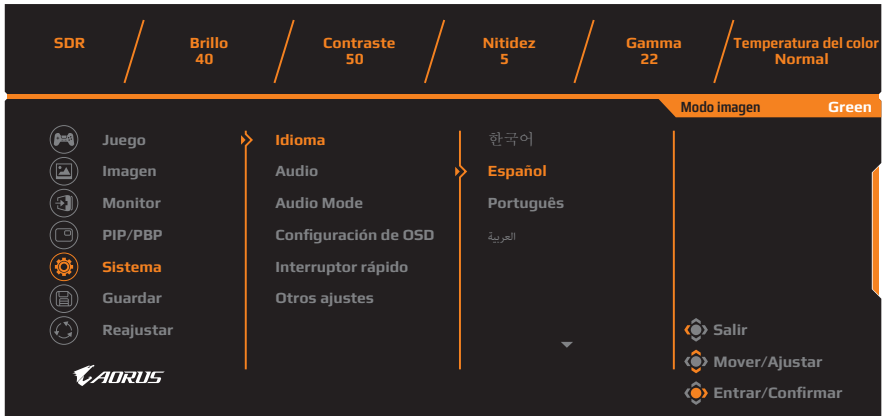 SDR
Brillo
40
Contraste
50
Nitidez
5
Gamma
22
Temperatura del color
Normal
Modo imagen Green
Juego
Imagen
Monitor
PIP/PBP
Sistema
Guardar
Reajustar
Idioma
Audio
Audio Mode
Configuración de OSD
Interruptor rápido
Otros ajustes
한국어
Español
Português
العربية
Salir
Mover/Ajustar
Entrar/Confirmar
AORUS